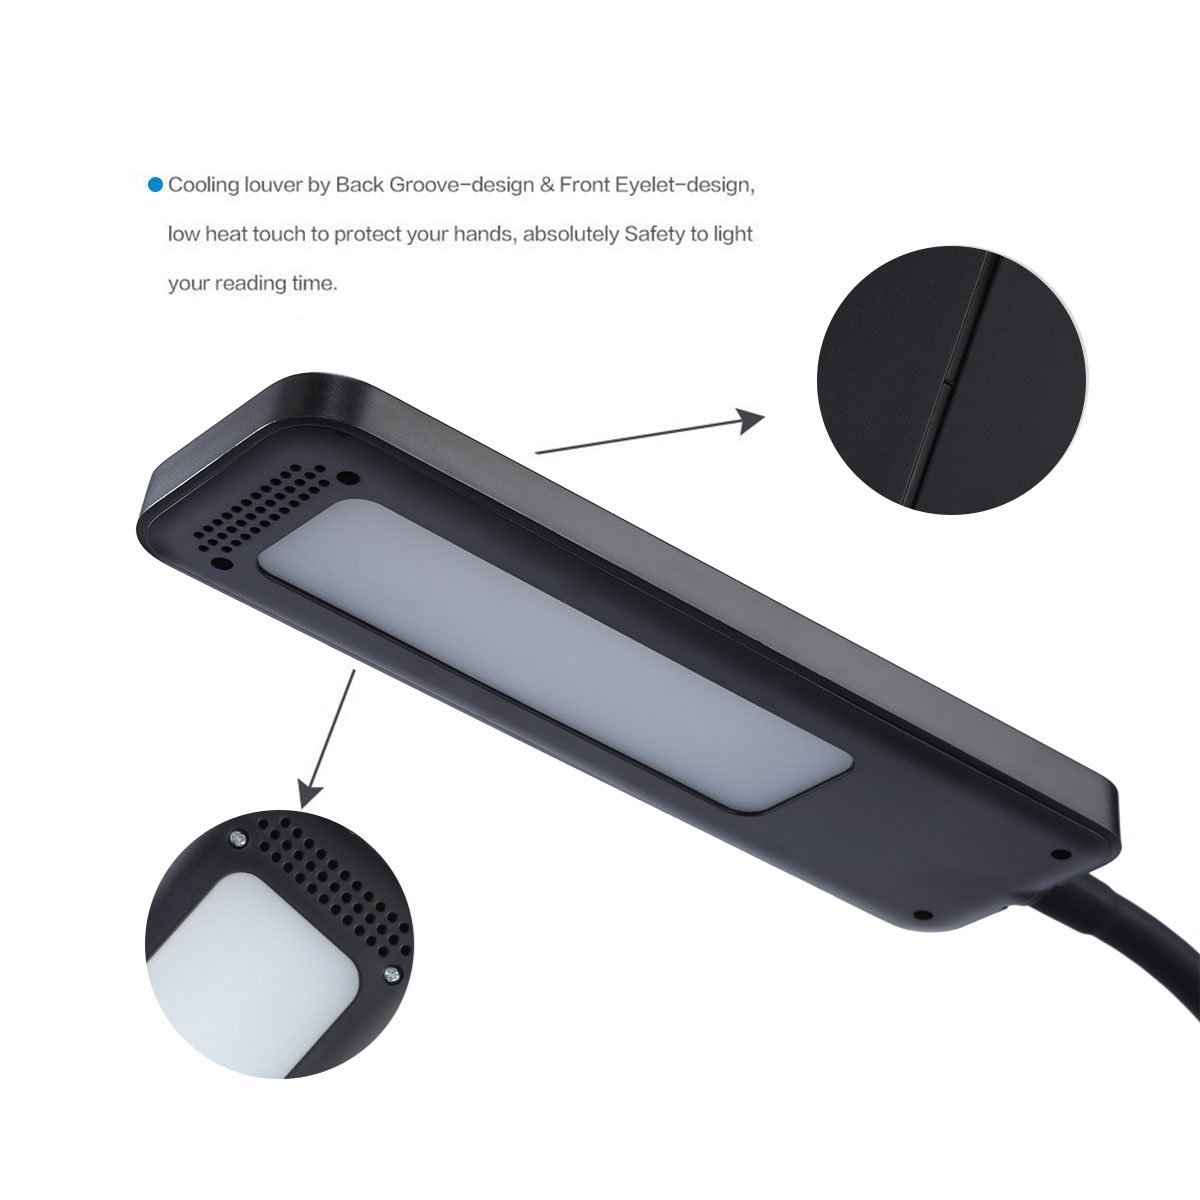 Cooling louver by Back Groove-design & Front Eyelet-design,
low heat touch to protect your hands, absolutely Safety to light
your reading time.